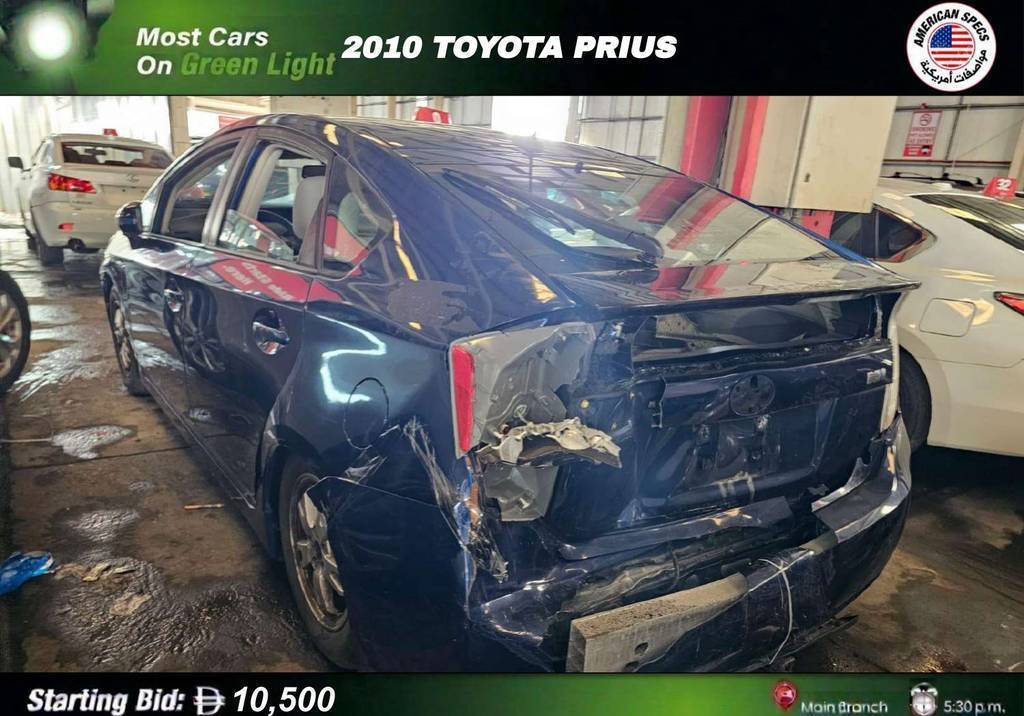 Most Cars
On Green Light
2010 TOYOTA PRIUS
AMERICAN SPECS
مواصفات أمريكية
32
Starting Bid: 10,500
Main Branch
5:30 p.m.